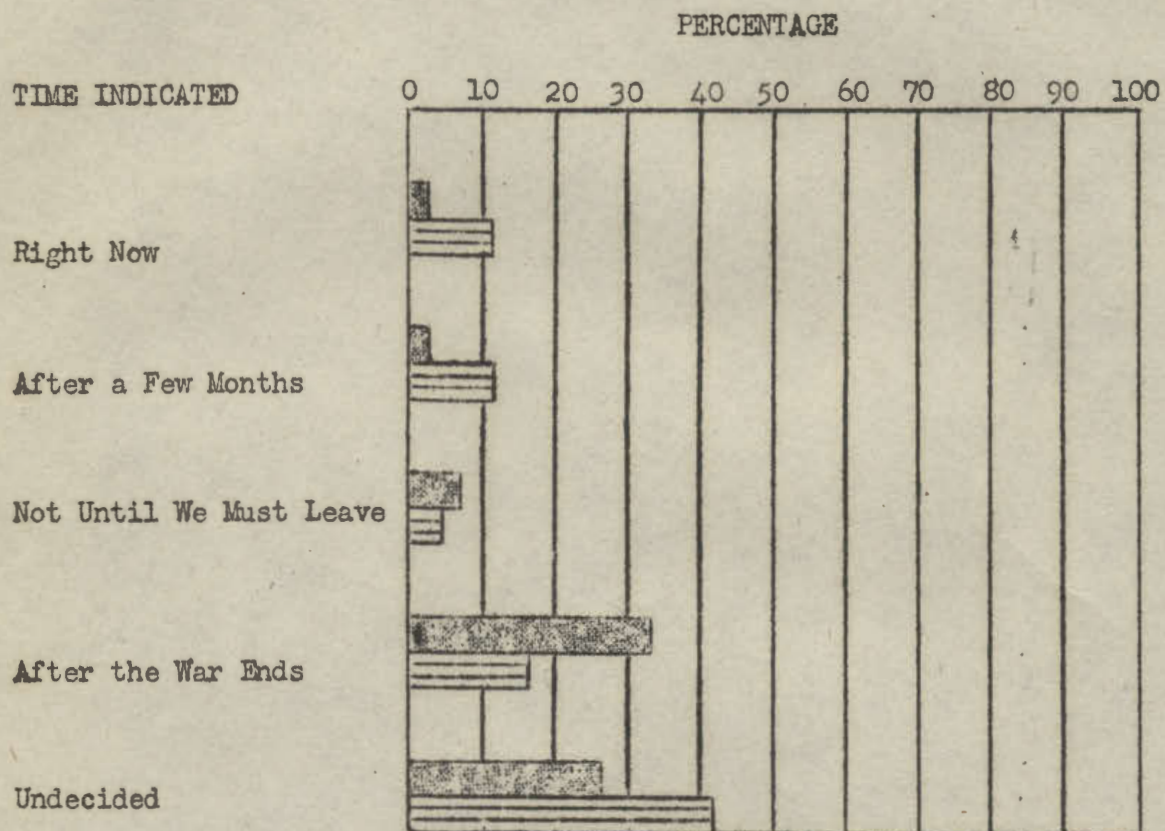 PERCENTAGE
TIME INDICATED 0 10 20 30 40 50 60 70 80 90 100
Right Now
After a Few Months
Not Until We Must Leave
After the War Ends
Undecided